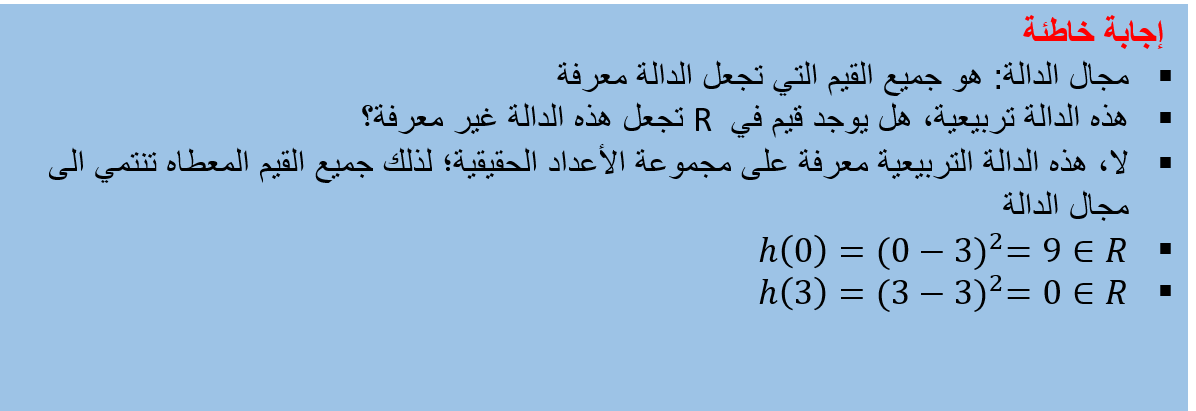 إجابة خاطئة
▪ مجال الدالة: هو جميع القيم التي تجعل الدالة معرفة
▪ هذه الدالة تربيعية، هل يوجد قيم في R تجعل هذه الدالة غير معرفة؟
▪ لا، هذه الدالة التربيعية معرفة على مجموعة الأعداد الحقيقية؛ لذلك جميع القيم المعطاه تنتمي الى
مجال الدالة
▪ h(0) = (0 − 3)²= 9 ∈ R
▪ h(3) = (3 − 3)²= 0 ∈ R